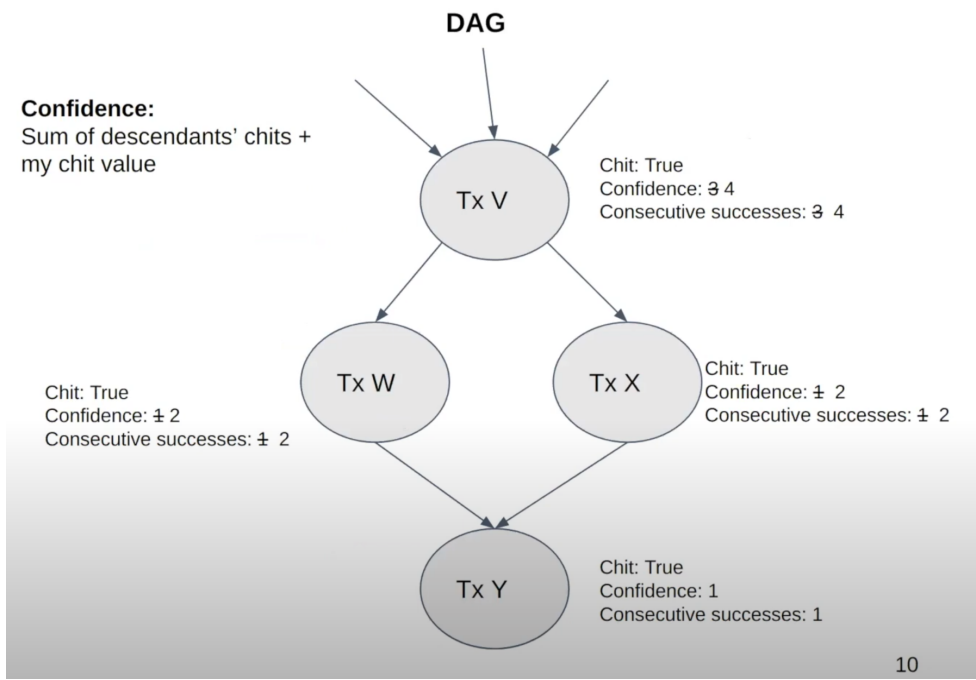 DAG
Confidence:
Sum of descendants' chits +
my chit value
Tx V
Chit: True
Confidence: 3 4
Consecutive successes: 3 4
Tx W
Chit: True
Confidence: 1 2
Consecutive successes: 1 2
Tx X
Chit: True
Confidence: 1 2
Consecutive successes: 1 2
Tx Y
Chit: True
Confidence: 1
Consecutive successes: 1
10